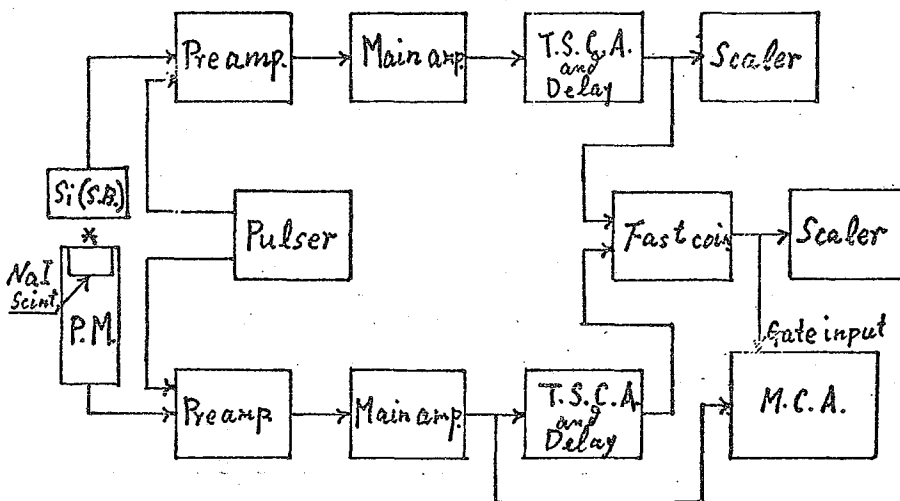 Preamp.
Main amp.
T.S.C.A.
and
Delay
Scaler
Si(S.B.)
*
Pulser
Fast coin
Scaler
NaI
Scint.
P.M.
Gate input
Preamp
Main amp.
T.S.C.A.
and
Delay
M.C.A.